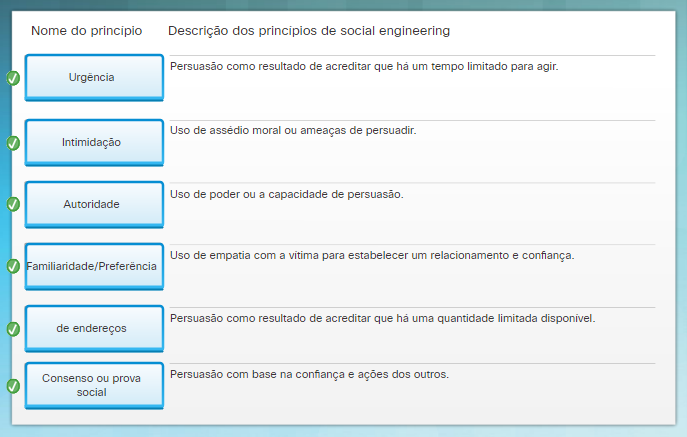 Nome do princípio Descrição dos princípios de social engineering
Urgência Persuasão como resultado de acreditar que há um tempo limitado para agir.
Intimidação Uso de assédio moral ou ameaças de persuadir.
Autoridade Uso de poder ou a capacidade de persuasão.
Familiaridade/Preferência Uso de empatia com a vítima para estabelecer um relacionamento e confiança.
de endereços Persuasão como resultado de acreditar que há uma quantidade limitada disponível.
Consenso ou prova
social
Persuasão com base na confiança e ações dos outros.